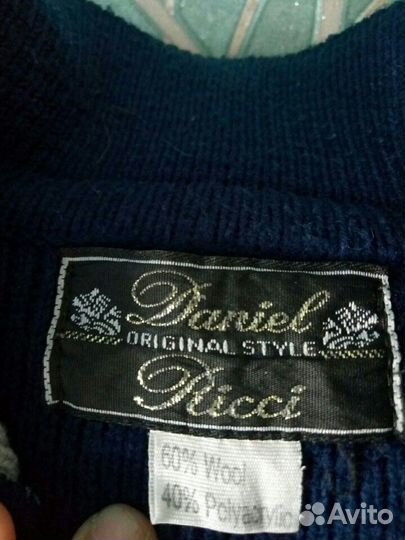 Daniel
ORIGINAL STYLE
Ricci
60% Wool
40% Polyacrylic
Avito